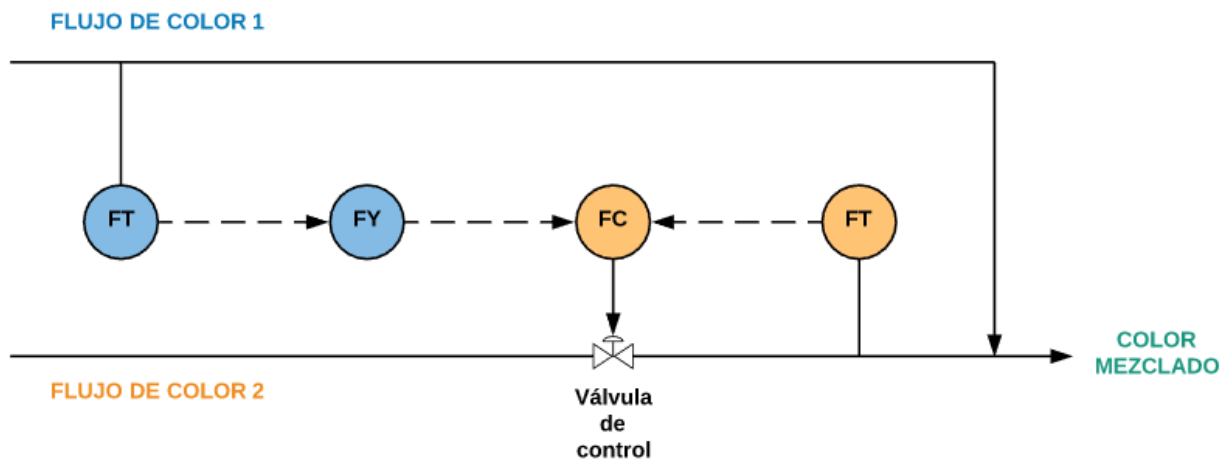 FLUJO DE COLOR 1
FT
FY
FC
FT
COLOR
MEZCLADO
FLUJO DE COLOR 2
Válvula
de
control